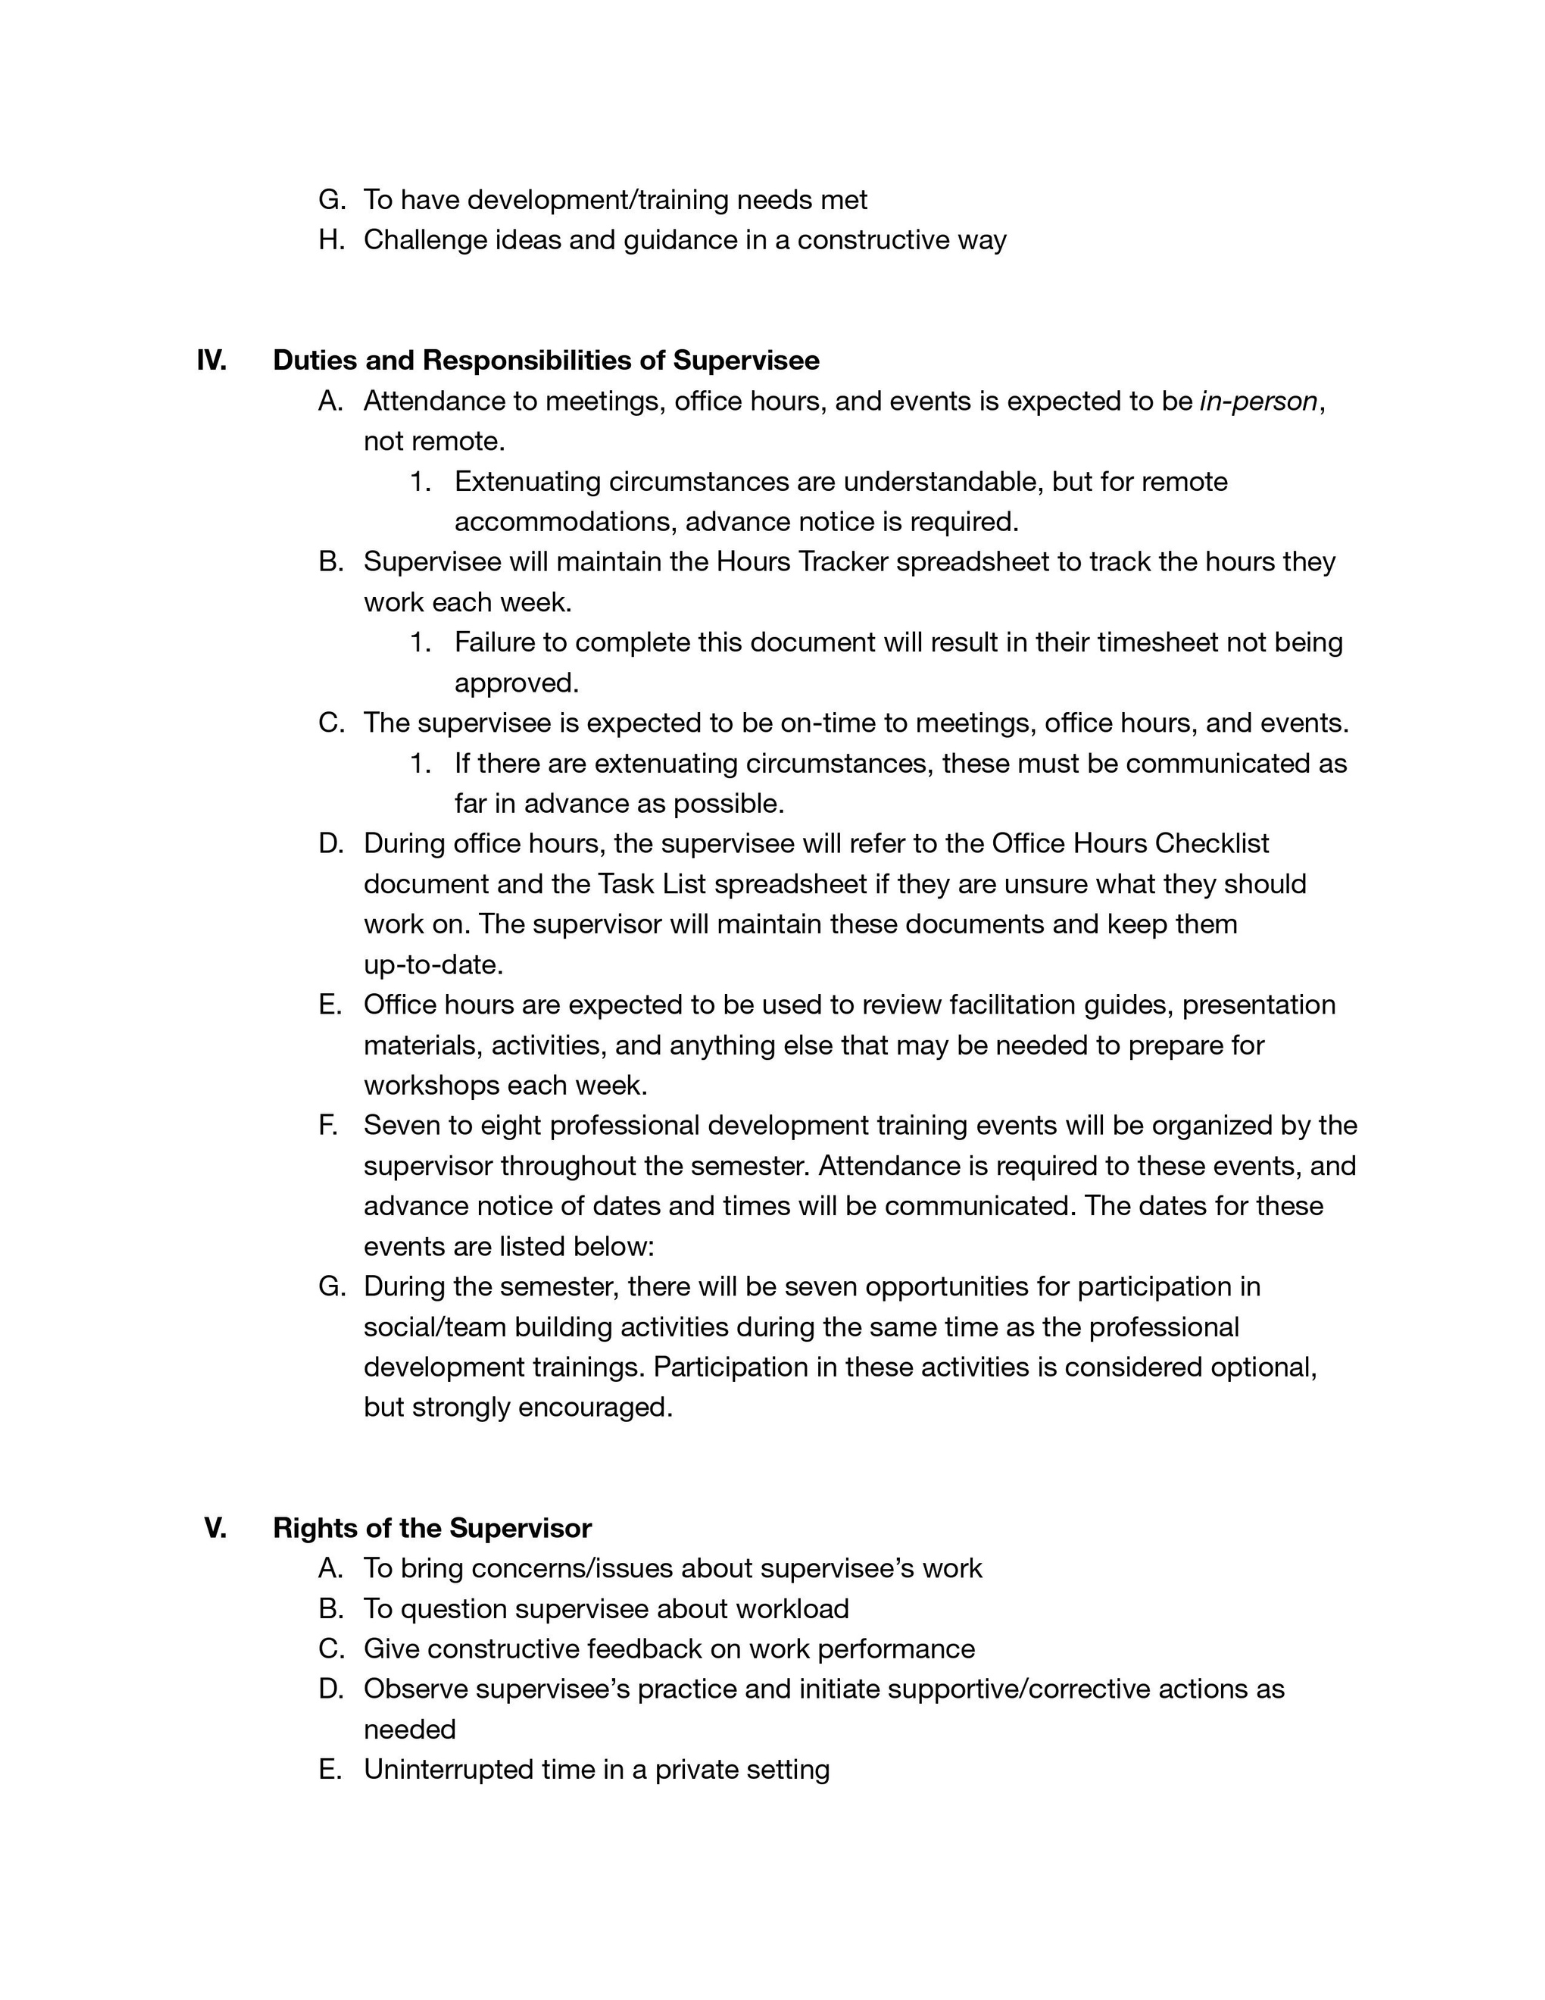 G. To have development/training needs met
H. Challenge ideas and guidance in a constructive way
IV. Duties and Responsibilities of Supervisee
A. Attendance to meetings, office hours, and events is expected to be in-person,
not remote.
1. Extenuating circumstances are understandable, but for remote
accommodations, advance notice is required.
B. Supervisee will maintain the Hours Tracker spreadsheet to track the hours they
work each week.
1. Failure to complete this document will result in their timesheet not being
approved.
C. The supervisee is expected to be on-time to meetings, office hours, and events.
1. If there are extenuating circumstances, these must be communicated as
far in advance as possible.
D. During office hours, the supervisee will refer to the Office Hours Checklist
document and the Task List spreadsheet if they are unsure what they should
work on. The supervisor will maintain these documents and keep them
up-to-date.
E. Office hours are expected to be used to review facilitation guides, presentation
materials, activities, and anything else that may be needed to prepare for
workshops each week.
F. Seven to eight professional development training events will be organized by the
supervisor throughout the semester. Attendance is required to these events, and
advance notice of dates and times will be communicated. The dates for these
events are listed below:
G. During the semester, there will be seven opportunities for participation in
social/team building activities during the same time as the professional
development trainings. Participation in these activities is considered optional,
but strongly encouraged.
V. Rights of the Supervisor
A. To bring concerns/issues about supervisee’s work
B. To question supervisee about workload
C. Give constructive feedback on work performance
D. Observe supervisee’s practice and initiate supportive/corrective actions as
needed
E. Uninterrupted time in a private setting